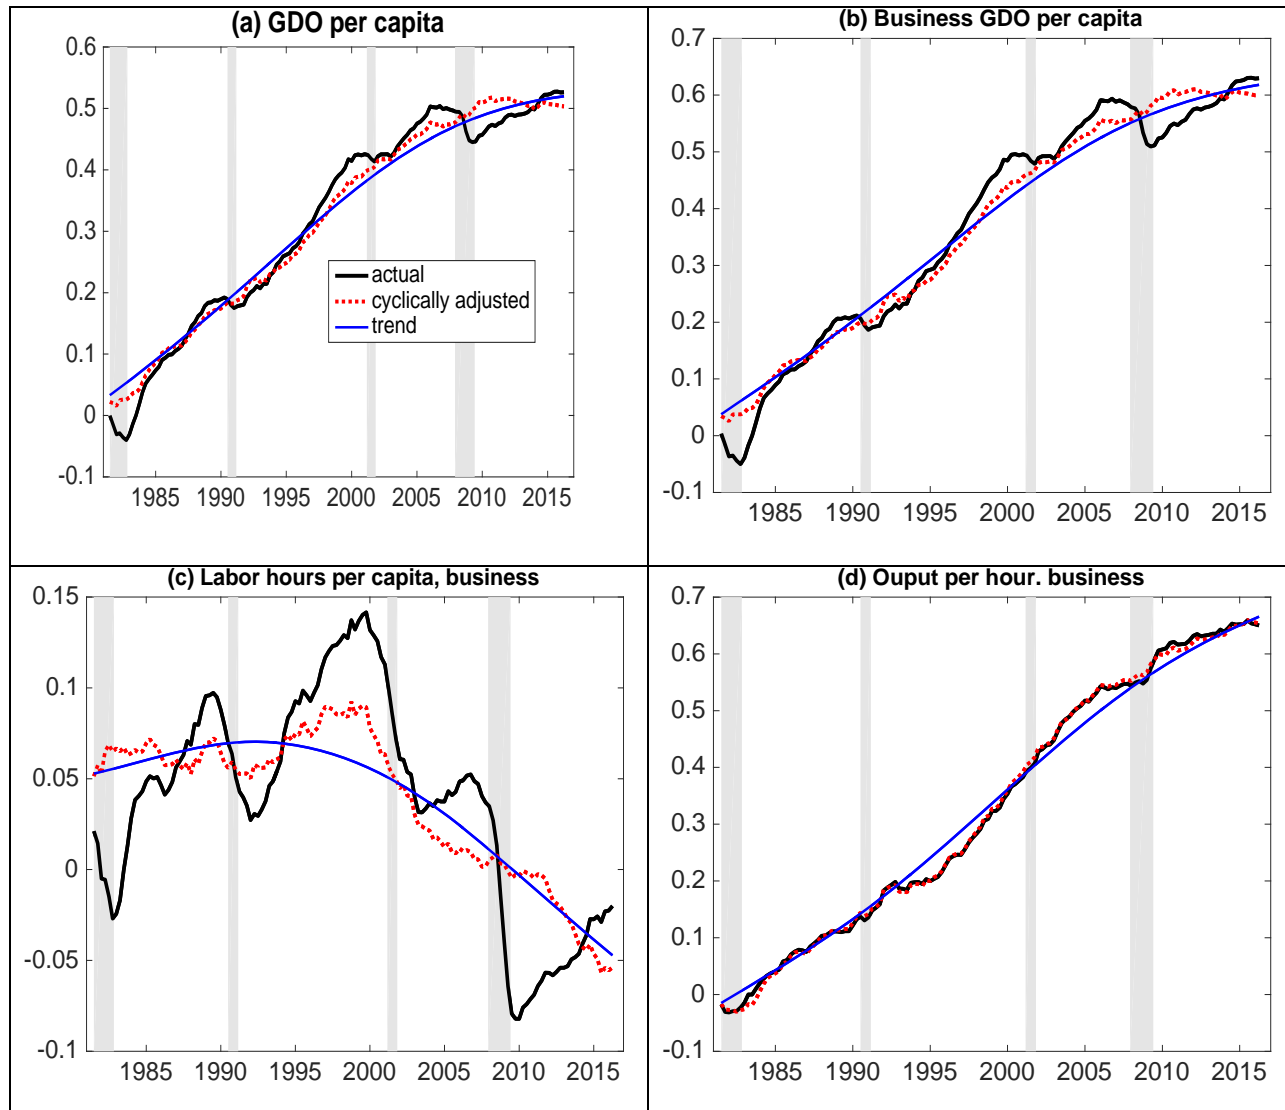 (a) GDO per capita
0.6
0.5
0.4
0.3
0.2
0.1
0
-0.1
actual
cyclically adjusted
trend
1985 1990 1995 2000 2005 2010 2015
(b) Business GDO per capita
0.7
0.6
0.5
0.4
0.3
0.2
0.1
0
-0.1
1985 1990 1995 2000 2005 2010 2015
(c) Labor hours per capita, business
0.15
0.1
0.05
0
-0.05
-0.1
1985 1990 1995 2000 2005 2010 2015
(d) Ouput per hour. business
0.7
0.6
0.5
0.4
0.3
0.2
0.1
0
-0.1
1985 1990 1995 2000 2005 2010 2015